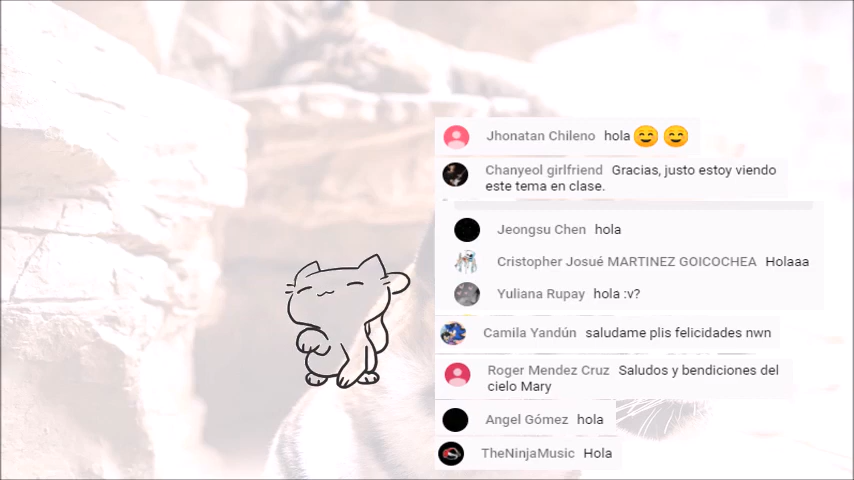 Jhonatan Chileno hola😊😊
Chanyeol girlfriend Gracias, justo estoy viendo
este tema en clase.
Jeongsu Chen hola
Cristopher Josué MARTINEZ GOICOCHEA Holaaa
Yuliana Rupay hola :v?
Camila Yandún saludame plis felicidades nwn
Roger Mendez Cruz Saludos y bendiciones del
cielo Mary
Angel Gómez hola
TheNinjaMusic Hola